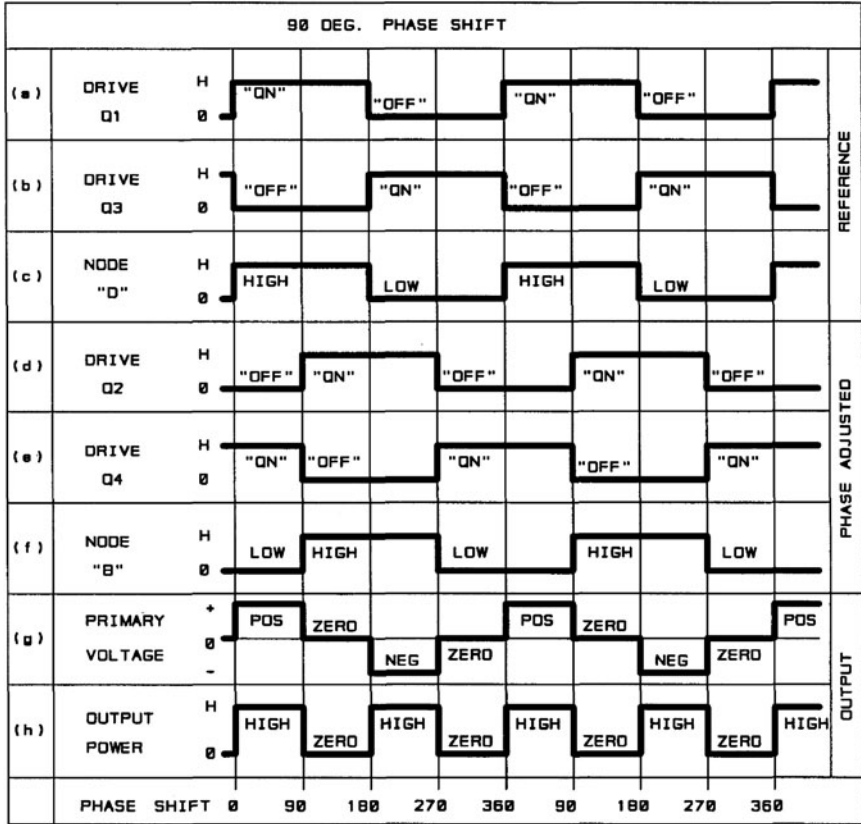 90 DEG. PHASE SHIFT
(a) DRIVE Q1 H 0 "ON" "OFF" "ON" "OFF"
(b) DRIVE Q3 H 0 "OFF" "ON" "OFF" "ON"
(c) NODE "D" H 0 HIGH LOW HIGH LOW
REFERENCE
(d) DRIVE Q2 H 0 "OFF" "ON" "OFF" "ON" "OFF"
(e) DRIVE Q4 H 0 "ON" "OFF" "ON" "OFF" "ON"
(f) NODE "B" H 0 LOW HIGH LOW HIGH LOW
PHASE ADJUSTED
(g) PRIMARY VOLTAGE + 0 - POS ZERO NEG ZERO POS ZERO NEG ZERO POS
(h) OUTPUT POWER H 0 HIGH ZERO HIGH ZERO HIGH ZERO HIGH ZERO HIGH
OUTPUT
PHASE SHIFT 0 90 180 270 360 90 180 270 360